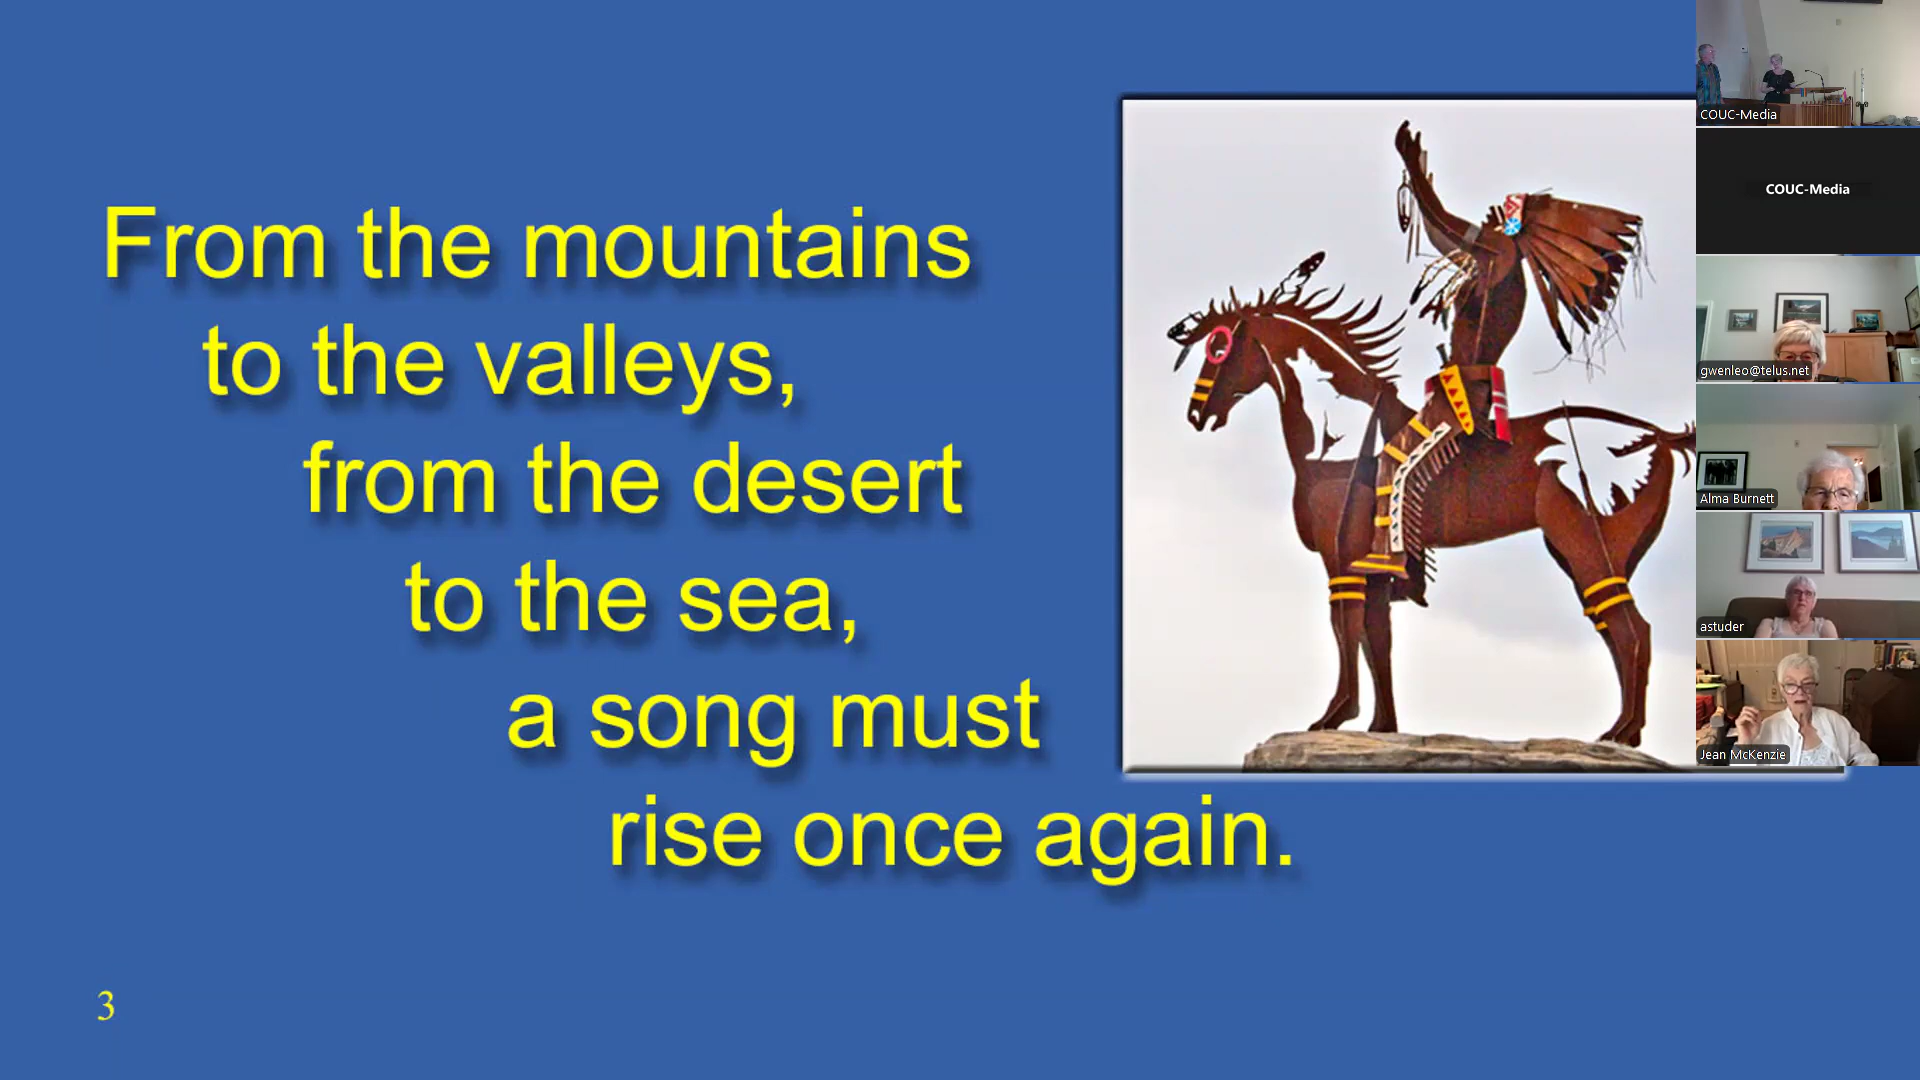 From the mountains
to the valleys,
from the desert
to the sea,
a song must
rise once again.
3
COUC-Media
COUC-Media
gwenleo@telus.net
Alma Burnett
astuder
Jean McKenzie